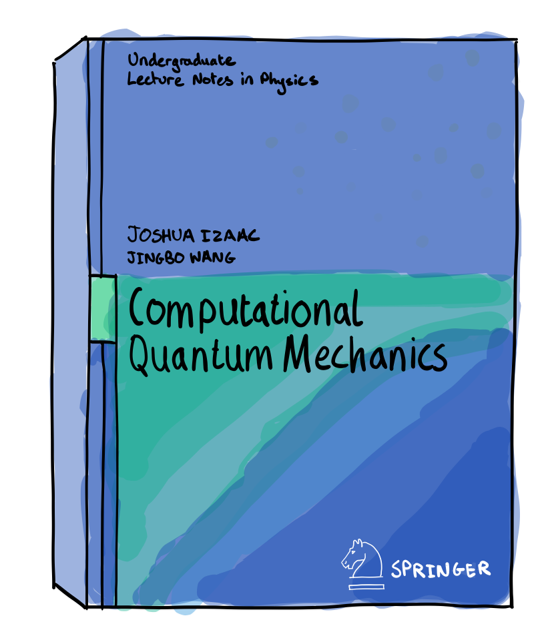 Undergraduate
Lecture Notes in Physics
JOSHUA IZAAC
JINGBO WANG
Computational
Quantum Mechanics
SPRINGER